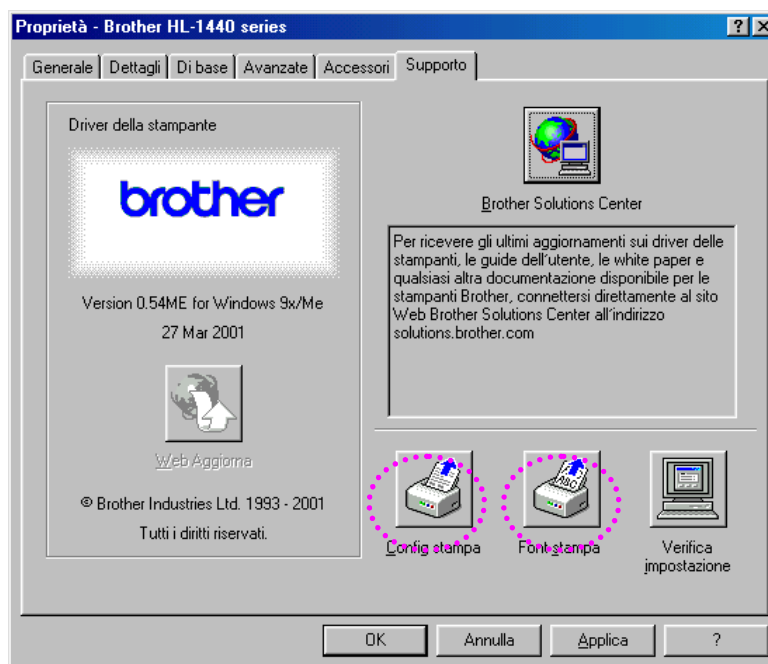 Proprietà - Brother HL-1440 series
Generale Dettagli Di base Avanzate Accessori Supporto
Driver della stampante
brother
Version 0.54ME for Windows 9x/Me
27 Mar 2001
Web Aggiorna
© Brother Industries Ltd. 1993 - 2001
Tutti i diritti riservati.
Brother Solutions Center
Per ricevere gli ultimi aggiornamenti sui driver delle
stampanti, le guide dell'utente, le white paper e
qualsiasi altra documentazione disponibile per le
stampanti Brother, connettersi direttamente al sito
Web Brother Solutions Center all'indirizzo
solutions.brother.com
ABC
Config stampa Font stampa Verifica
impostazione
OK Annulla Applica ?